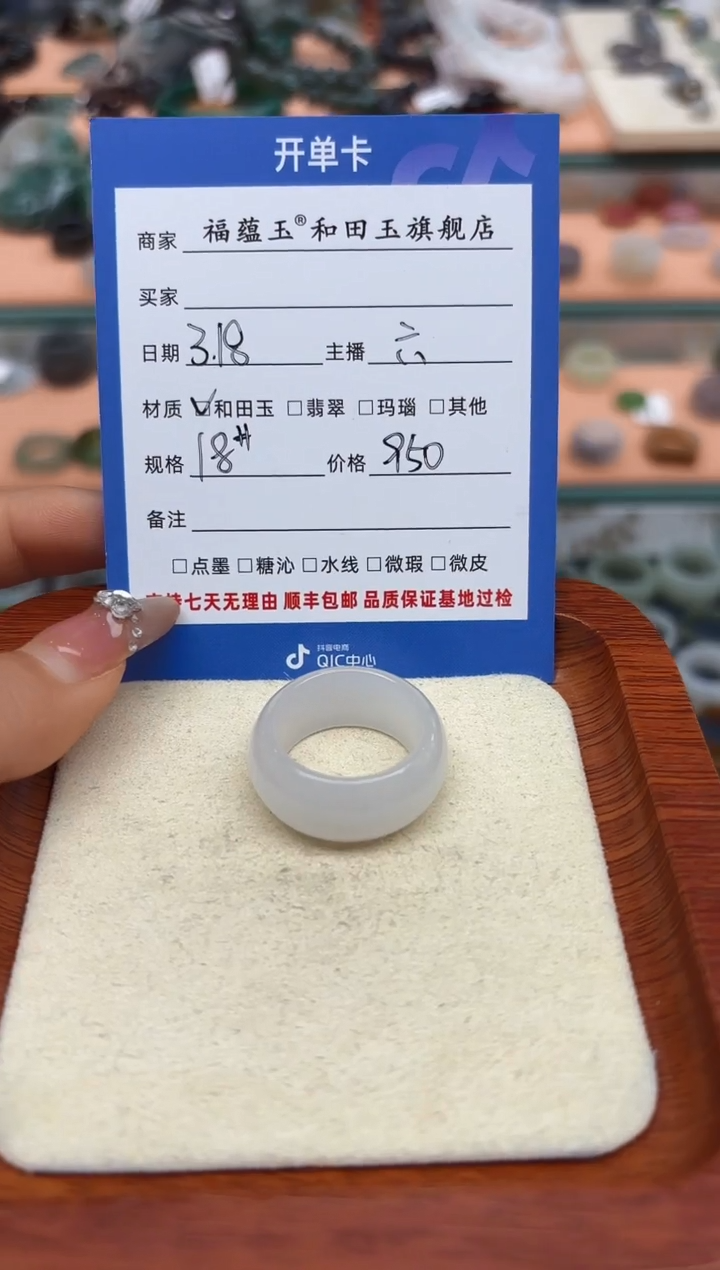 开单卡
商家 福蕴玉®和田玉旗舰店
买家
日期 3.18 主播 六
材质 ☑和田玉 □翡翠 □玛瑙 □其他
规格 18# 价格 950
备注
□点墨 □糖沁 □水线 □微瑕 □微皮
支持七天无理由 顺丰包邮 品质保证基地过检
抖音电商
QIC中心